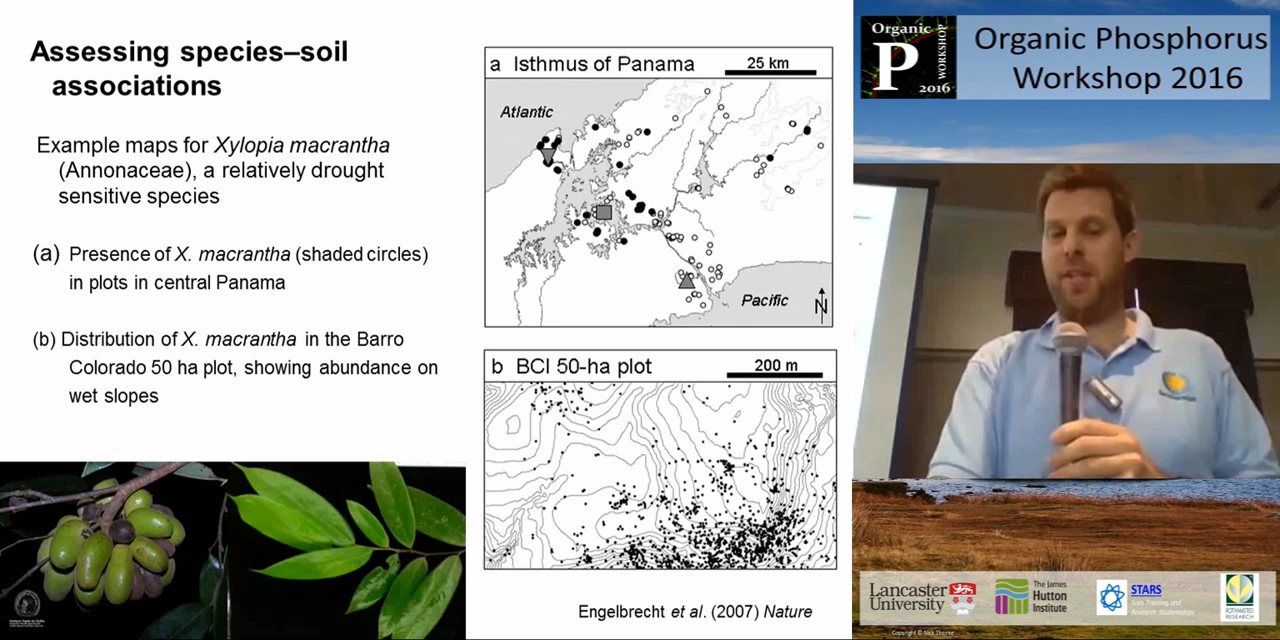 Assessing species–soil
associations
Example maps for Xylopia macrantha
(Annonaceae), a relatively drought
sensitive species
(a) Presence of X. macrantha (shaded circles)
in plots in central Panama
(b) Distribution of X. macrantha in the Barro
Colorado 50 ha plot, showing abundance on
wet slopes
a Isthmus of Panama 25 km
Atlantic
Pacific
N
b BCI 50-ha plot 200 m
Engelbrecht et al. (2007) Nature
Organic
P
WORKSHOP
2016
Organic Phosphorus
Workshop 2016
Lancaster
University
The James
Hutton
Institute
STARS
Soils Training and
Research Studentships
ROTHAMSTED
RESEARCH
Copyright © Nick Thorne